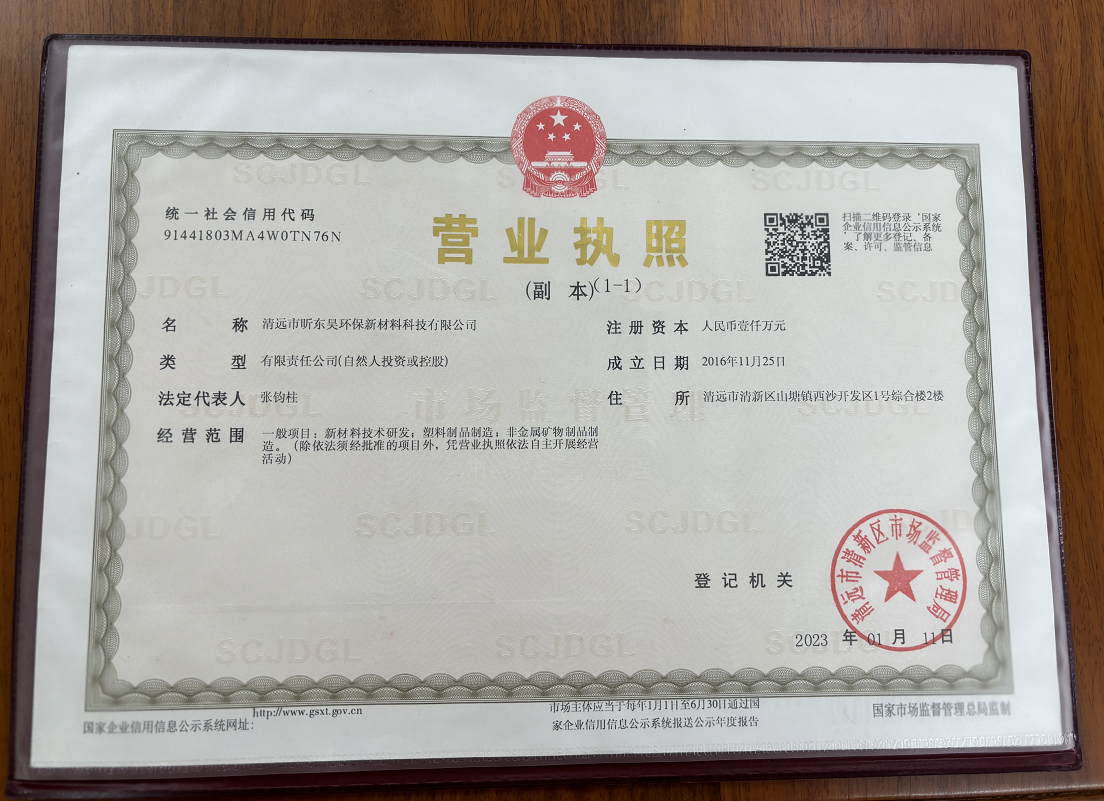 统一社会信用代码
91441803MA4W0TN76N
营业执照
(副 本)(1-1)
扫描二维码登录'国家
企业信用信息公示系统
'了解更多登记、备
案、许可、监管信息
名 称 清远市昕东昊环保新材料科技有限公司
类 型 有限责任公司(自然人投资或控股)
法定代表人 张钧柱
经营范围 一般项目：新材料技术研发；塑料制品制造；非金属矿物制品制
造。（除依法须经批准的项目外，凭营业执照依法自主开展经营
活动）
注册资本 人民币壹仟万元
成立日期 2016年11月25日
住 所 清远市清新区山塘镇西沙开发区1号综合楼2楼
市场监督管理
SCJDGL
登记机关
清远市清新区市场监督管理局
2023 年 01 月 11日
国家企业信用信息公示系统网址：
http://www.gsxt.gov.cn
市场主体应当于每年1月1日至6月30日通过国
家企业信用信息公示系统报送公示年度报告
国家市场监督管理总局监制